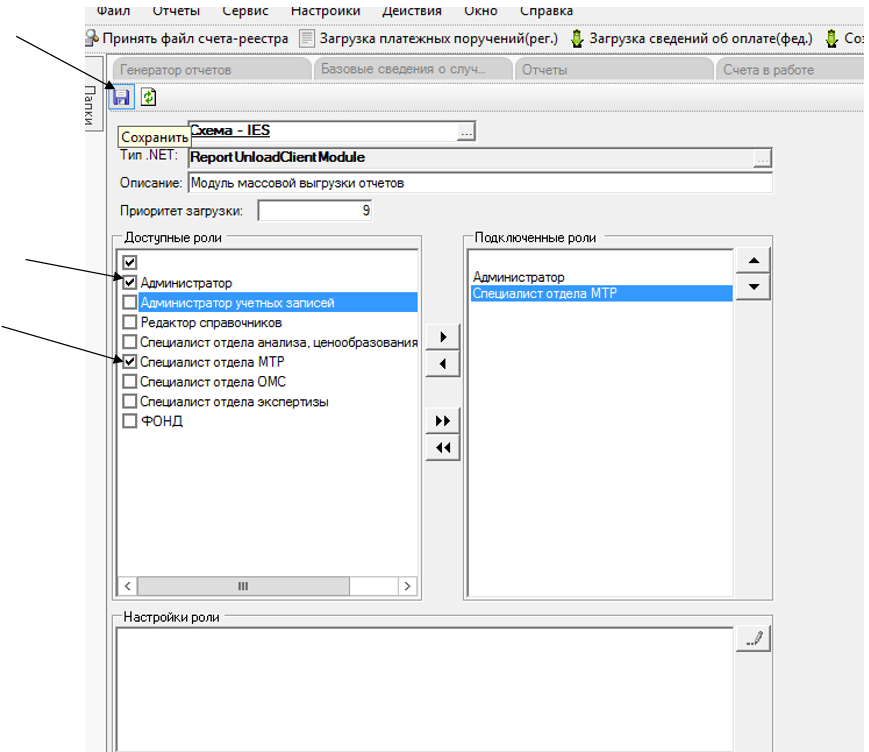 Файл Отчеты Сервис Настройки Действия Окно Справка
Принять файл счета-реестра Загрузка платежных поручений(рег.) Загрузка сведений об оплате(фед.) Соз
Папки
Генератор отчетов Базовые сведения о случ... Отчеты Счета в работе
Сохранить
Схема - IES ...
Тип .NET: ReportUnloadClientModule ...
Описание: Модуль массовой выгрузки отчетов
Приоритет загрузки: 9
Доступные роли
Администратор
Администратор учетных записей
Редактор справочников
Специалист отдела анализа, ценообразования
Специалист отдела МТР
Специалист отдела ОМС
Специалист отдела экспертизы
ФОНД
Подключенные роли
Администратор
Специалист отдела МТР
Настройки роли